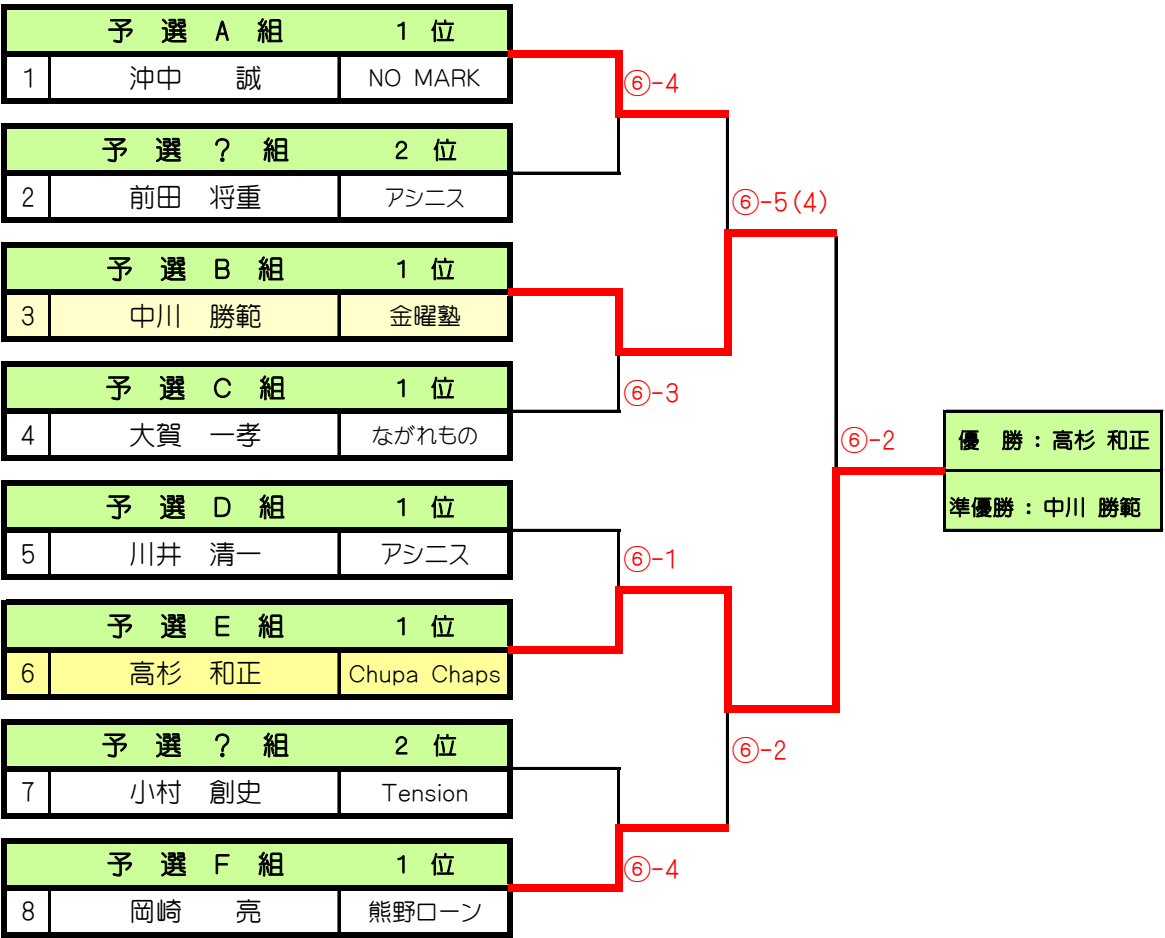 予 選 A 組 1 位
1 沖中 誠 NO MARK
⑥-4
予 選 ? 組 2 位
2 前田 将重 アシニス
⑥-5(4)
予 選 B 組 1 位
3 中川 勝範 金曜塾
予 選 C 組 1 位
⑥-3
4 大賀 一孝 ながれもの
⑥-2
優 勝 : 高杉 和正
準優勝 : 中川 勝範
予 選 D 組 1 位
5 川井 清一 アシニス
⑥-1
予 選 E 組 1 位
6 高杉 和正 Chupa Chaps
予 選 ? 組 2 位
⑥-2
7 小村 創史 Tension
予 選 F 組 1 位
⑥-4
8 岡崎 亮 熊野ローン